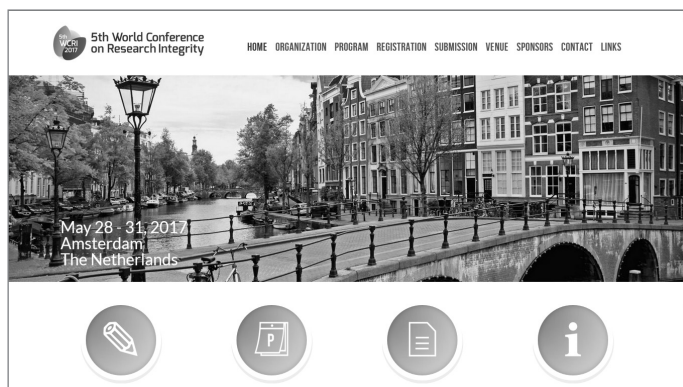 5th
WCRI
2017
5th World Conference
on Research Integrity
HOME ORGANIZATION PROGRAM REGISTRATION SUBMISSION VENUE SPONSORS CONTACT LINKS
May 28 - 31, 2017
Amsterdam
The Netherlands
P
i